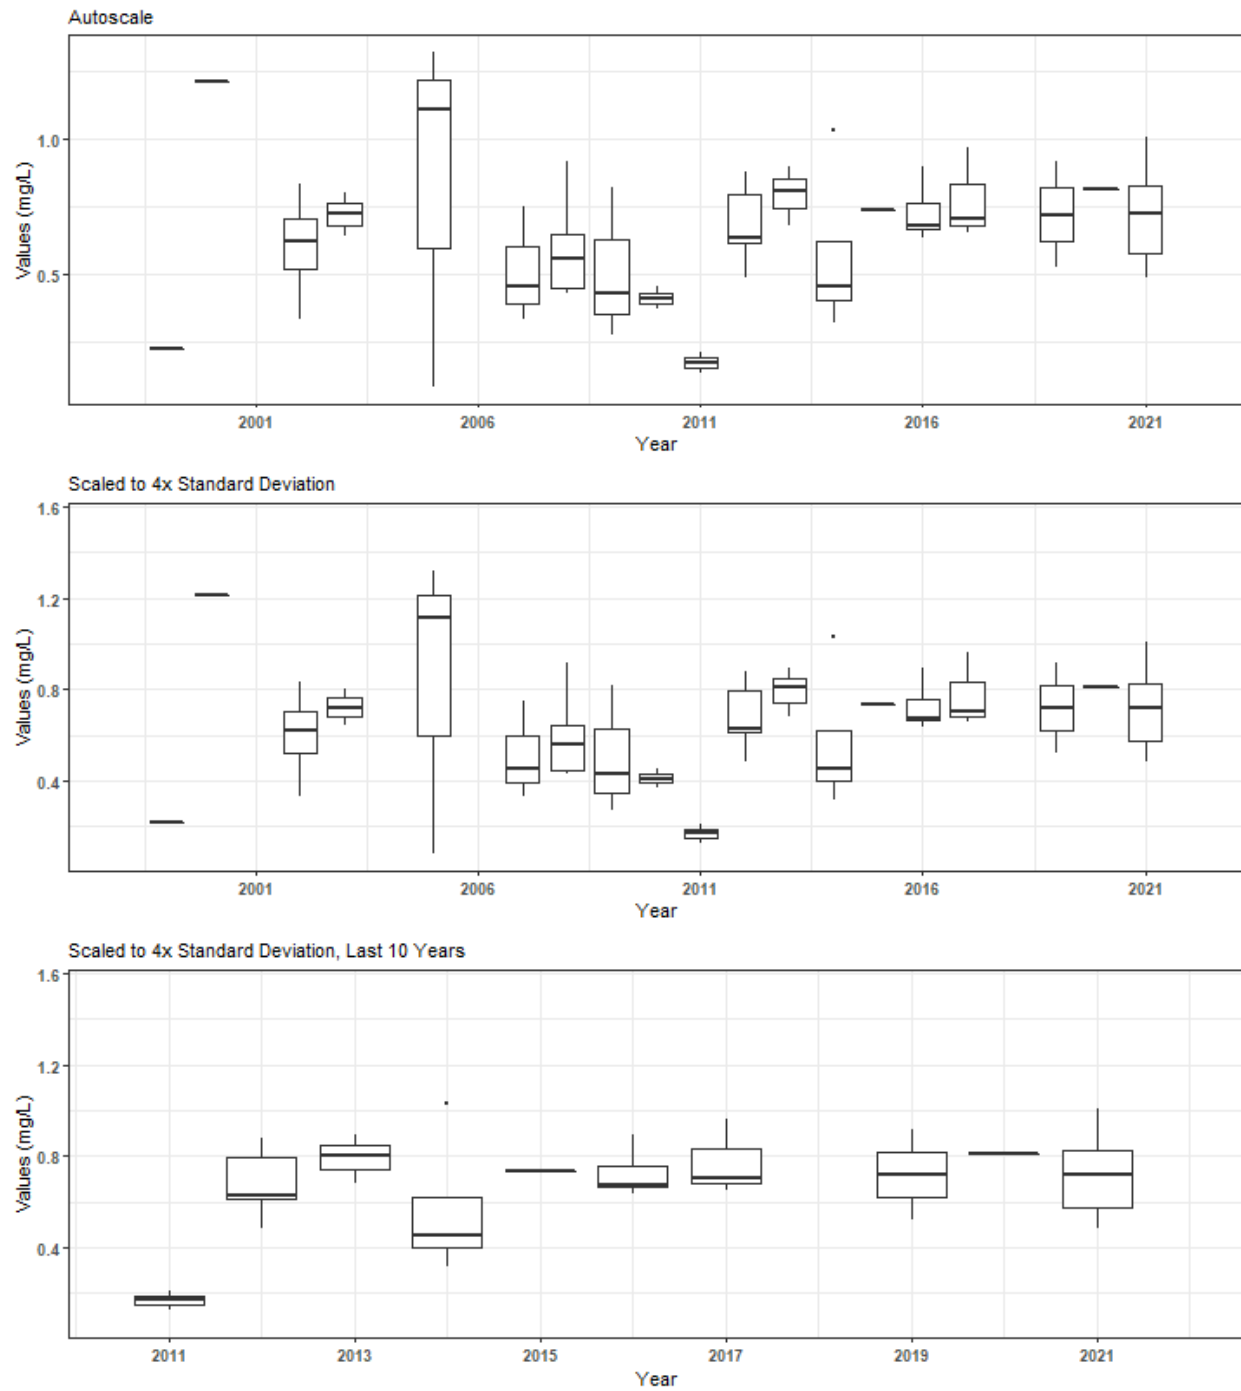 Autoscale
1.0
0.5
Values (mg/L)
2001 2006 2011 2016 2021
Year
Scaled to 4x Standard Deviation
1.6
1.2
0.8
0.4
Values (mg/L)
2001 2006 2011 2016 2021
Year
Scaled to 4x Standard Deviation, Last 10 Years
1.6
1.2
0.8
0.4
Values (mg/L)
2011 2013 2015 2017 2019 2021
Year